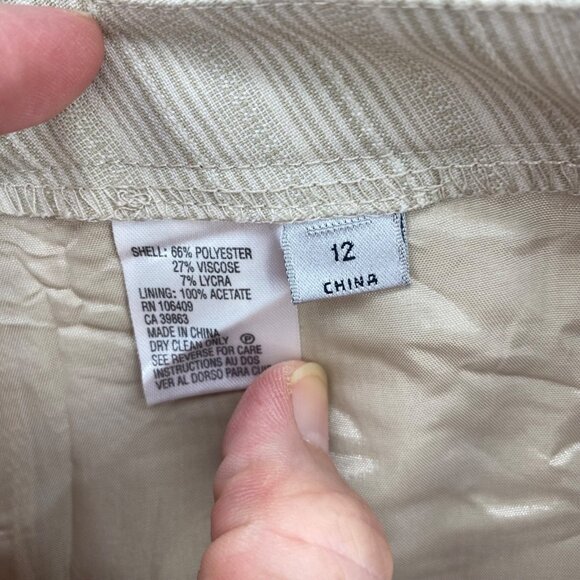 SHELL: 66% POLYESTER
27% VISCOSE
7% LYCRA
LINING: 100% ACETATE
RN 106409
CA 39863
MADE IN CHINA
DRY CLEAN ONLY P
SEE REVERSE FOR CARE
INSTRUCTIONS AU DOS
VER AL DORSO PARA
12
CHINA